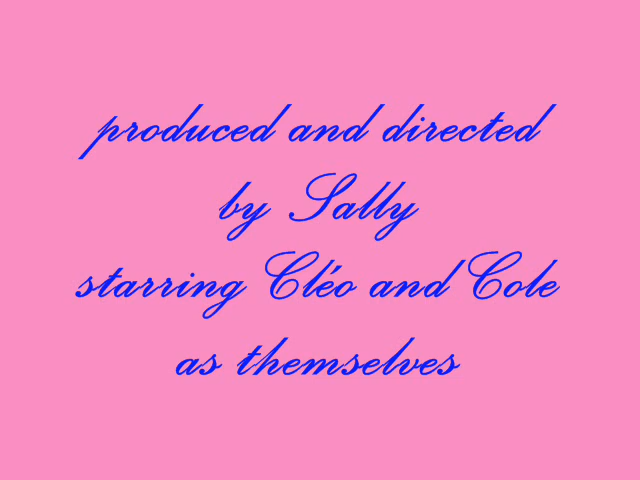 produced and directed
by Sally
starring Cléo and Cole
as themselves